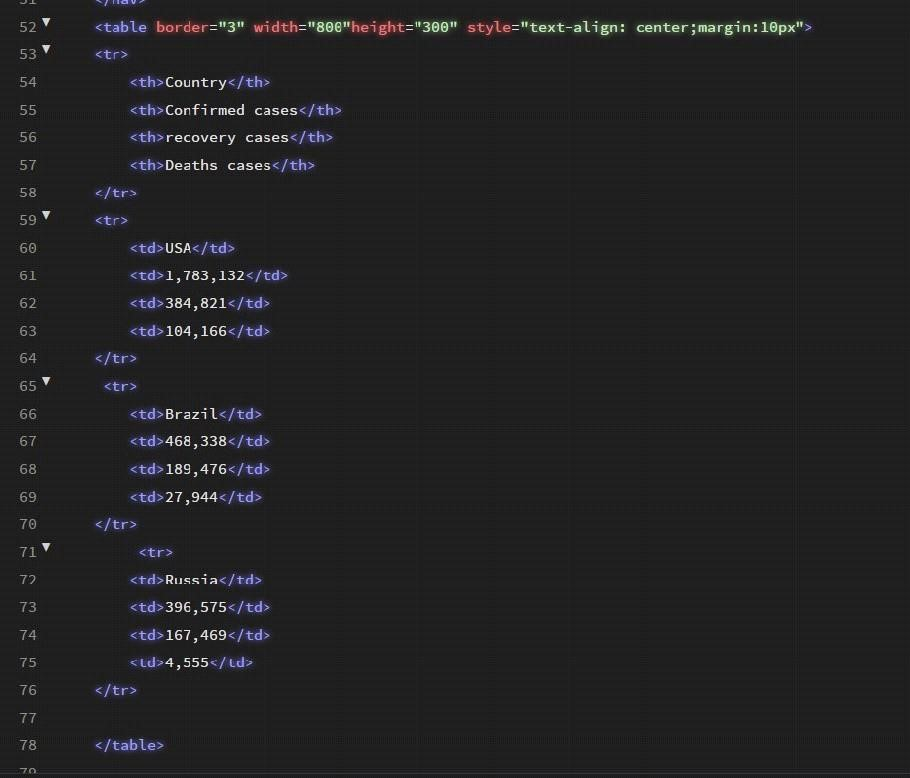 51 </nav>
52 <table border="3" width="800"height="300" style="text-align: center;margin:10px">
53 <tr>
54 <th>Country</th>
55 <th>Confirmed cases</th>
56 <th>recovery cases</th>
57 <th>Deaths cases</th>
58 </tr>
59 <tr>
60 <td>USA</td>
61 <td>1,783,132</td>
62 <td>384,821</td>
63 <td>104,166</td>
64 </tr>
65 <tr>
66 <td>Brazil</td>
67 <td>468,338</td>
68 <td>189,476</td>
69 <td>27,944</td>
70 </tr>
71 <tr>
72 <td>Russia</td>
73 <td>396,575</td>
74 <td>167,469</td>
75 <td>4,555</td>
76 </tr>
77
78 </table>
79